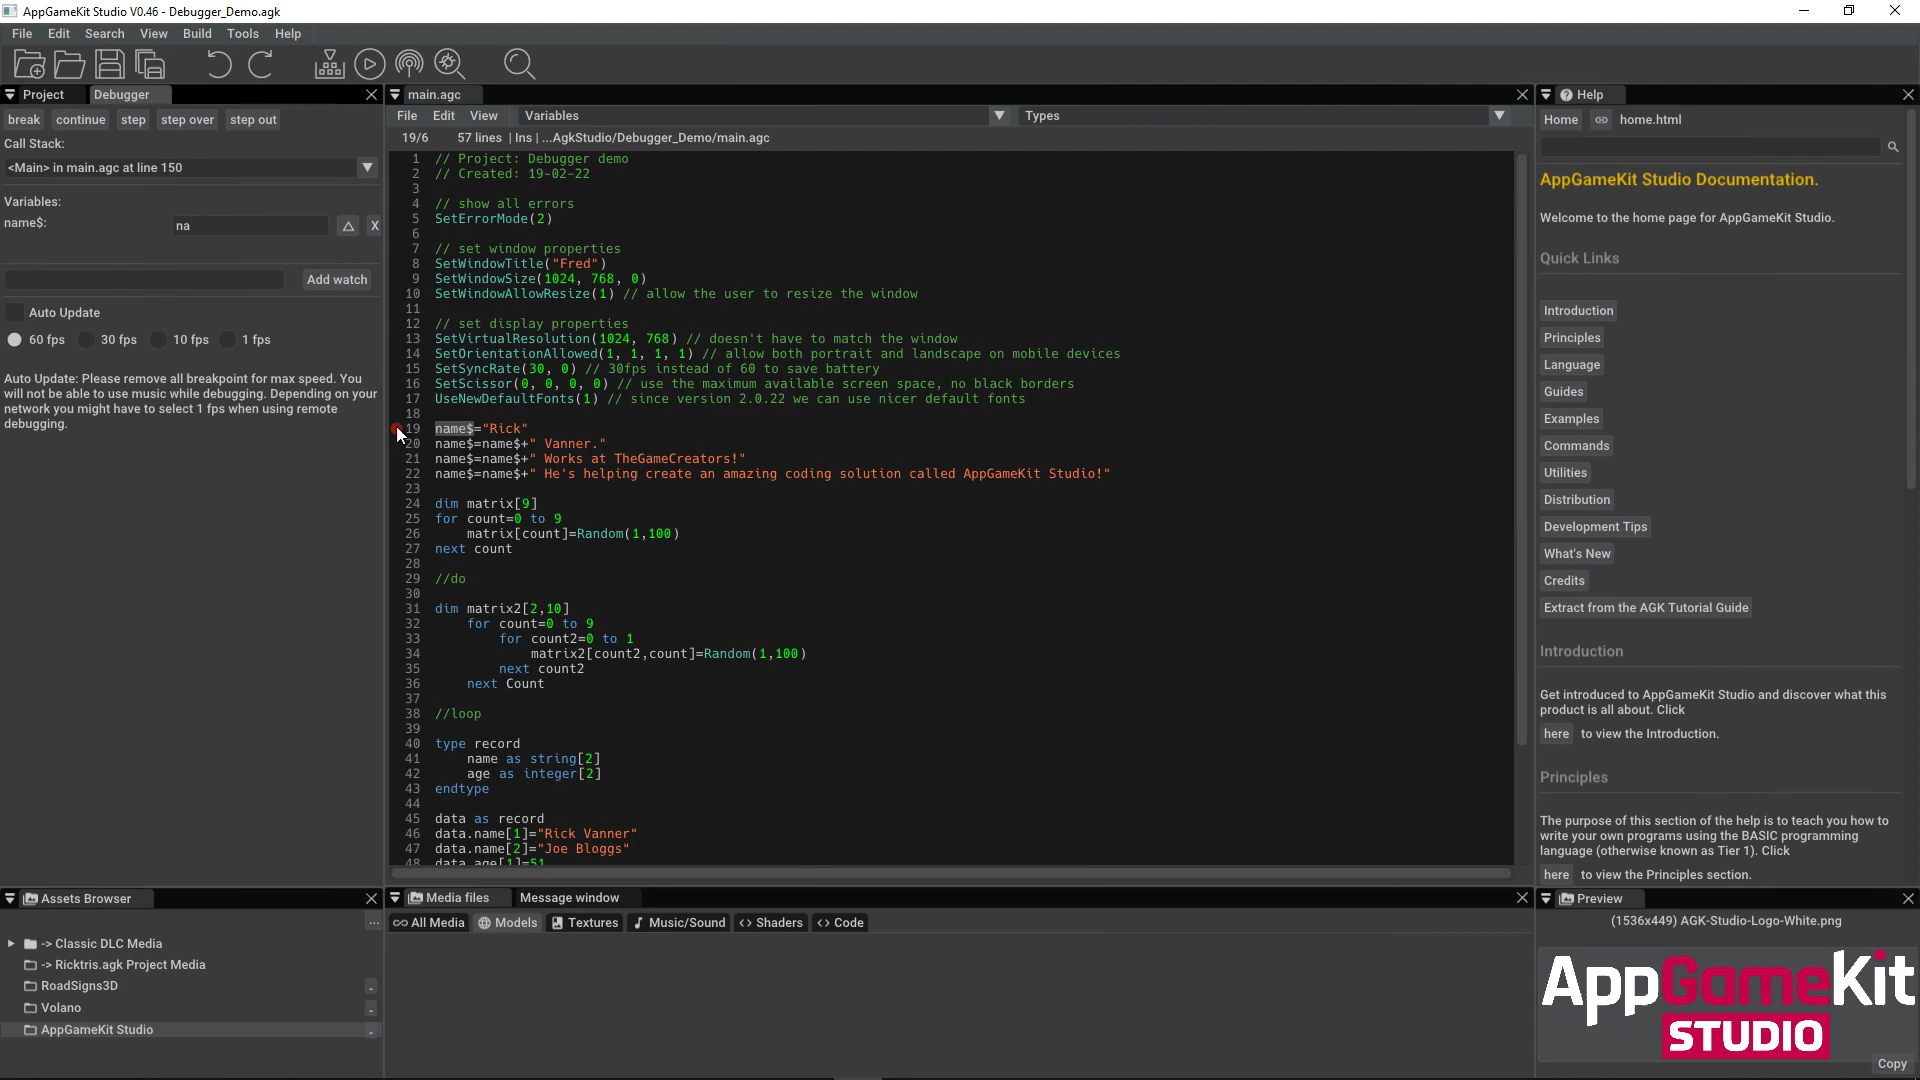 AppGameKit Studio V0.46 - Debugger_Demo.agk
File Edit Search View Build Tools Help
Project Debugger
break continue step step over step out
Call Stack:
<Main> in main.agc at line 150
Variables:
name$: na X
Add watch
Auto Update
60 fps 30 fps 10 fps 1 fps
Auto Update: Please remove all breakpoint for max speed. You
will not be able to use music while debugging. Depending on your
network you might have to select 1 fps when using remote
debugging.
main.agc
File Edit View Variables Types
19/6 57 lines | Ins | ...AgkStudio/Debugger_Demo/main.agc
1 // Project: Debugger demo
2 // Created: 19-02-22
3
4 // show all errors
5 SetErrorMode(2)
6
7 // set window properties
8 SetWindowTitle("Fred")
9 SetWindowSize(1024, 768, 0)
10 SetWindowAllowResize(1) // allow the user to resize the window
11
12 // set display properties
13 SetVirtualResolution(1024, 768) // doesn't have to match the window
14 SetOrientationAllowed(1, 1, 1, 1) // allow both portrait and landscape on mobile devices
15 SetSyncRate(30, 0) // 30fps instead of 60 to save battery
16 SetScissor(0, 0, 0, 0) // use the maximum available screen space, no black borders
17 UseNewDefaultFonts(1) // since version 2.0.22 we can use nicer default fonts
18
19 name$="Rick"
20 name$=name$+" Vanner."
21 name$=name$+" Works at TheGameCreators!"
22 name$=name$+" He's helping create an amazing coding solution called AppGameKit Studio!"
23
24 dim matrix[9]
25 for count=0 to 9
26 matrix[count]=Random(1,100)
27 next count
28
29 //do
30
31 dim matrix2[2,10]
32 for count=0 to 9
33 for count2=0 to 1
34 matrix2[count2,count]=Random(1,100)
35 next count2
36 next Count
37
38 //loop
39
40 type record
41 name as string[2]
42 age as integer[2]
43 endtype
44
45 data as record
46 data.name[1]="Rick Vanner"
47 data.name[2]="Joe Bloggs"
48 data.age[1]=51
Help
Home home.html
AppGameKit Studio Documentation.
Welcome to the home page for AppGameKit Studio.
Quick Links
Introduction
Principles
Language
Guides
Examples
Commands
Utilities
Distribution
Development Tips
What's New
Credits
Extract from the AGK Tutorial Guide
Introduction
Get introduced to AppGameKit Studio and discover what this
product is all about. Click
here to view the Introduction.
Principles
The purpose of this section of the help is to teach you how to
write your own programs using the BASIC programming
language (otherwise known as Tier 1). Click
here to view the Principles section.
Assets Browser
...
-> Classic DLC Media
-> Ricktris.agk Project Media
RoadSigns3D -
Volano -
AppGameKit Studio -
Media files Message window
All Media Models Textures Music/Sound Shaders Code
Preview
(1536x449) AGK-Studio-Logo-White.png
AppGameKit
STUDIO
Copy